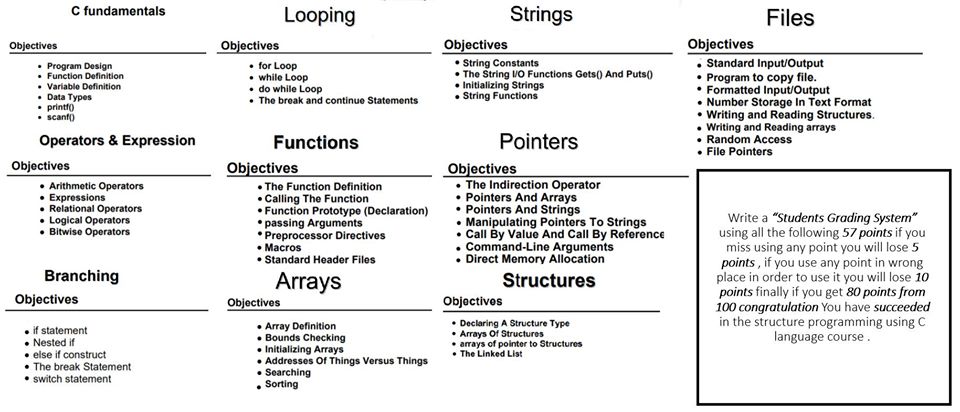 C fundamentals
Objectives
• Program Design
• Function Definition
• Variable Definition
• Data Types
• printf()
• scanf()
Operators & Expression
Objectives
• Arithmetic Operators
• Expressions
• Relational Operators
• Logical Operators
• Bitwise Operators
Branching
Objectives
• if statement
• Nested if
• else if construct
• The break Statement
• switch statement
Looping
Objectives
• for Loop
• while Loop
• do while Loop
• The break and continue Statements
Functions
Objectives
• The Function Definition
• Calling The Function
• Function Prototype (Declaration)
• passing Arguments
• Preprocessor Directives
• Macros
• Standard Header Files
Arrays
Objectives
• Array Definition
• Bounds Checking
• Initializing Arrays
• Addresses Of Things Versus Things
• Searching
• Sorting
Strings
Objectives
• String Constants
• The String I/O Functions Gets() And Puts()
• Initializing Strings
• String Functions
Pointers
Objectives
• The Indirection Operator
• Pointers And Arrays
• Pointers And Strings
• Manipulating Pointers To Strings
• Call By Value And Call By Reference
• Command-Line Arguments
• Direct Memory Allocation
Structures
Objectives
• Declaring A Structure Type
• Arrays Of Structures
• arrays of pointer to Structures
• The Linked List
Files
Objectives
• Standard Input/Output
• Program to copy file.
• Formatted Input/Output
• Number Storage In Text Format
• Writing and Reading Structures.
• Writing and Reading arrays
• Random Access
• File Pointers
Write a “Students Grading System”
using all the following 57 points if you
miss using any point you will lose 5
points , if you use any point in wrong
place in order to use it you will lose 10
points finally if you get 80 points from
100 congratulation You have succeeded
in the structure programming using C
language course .